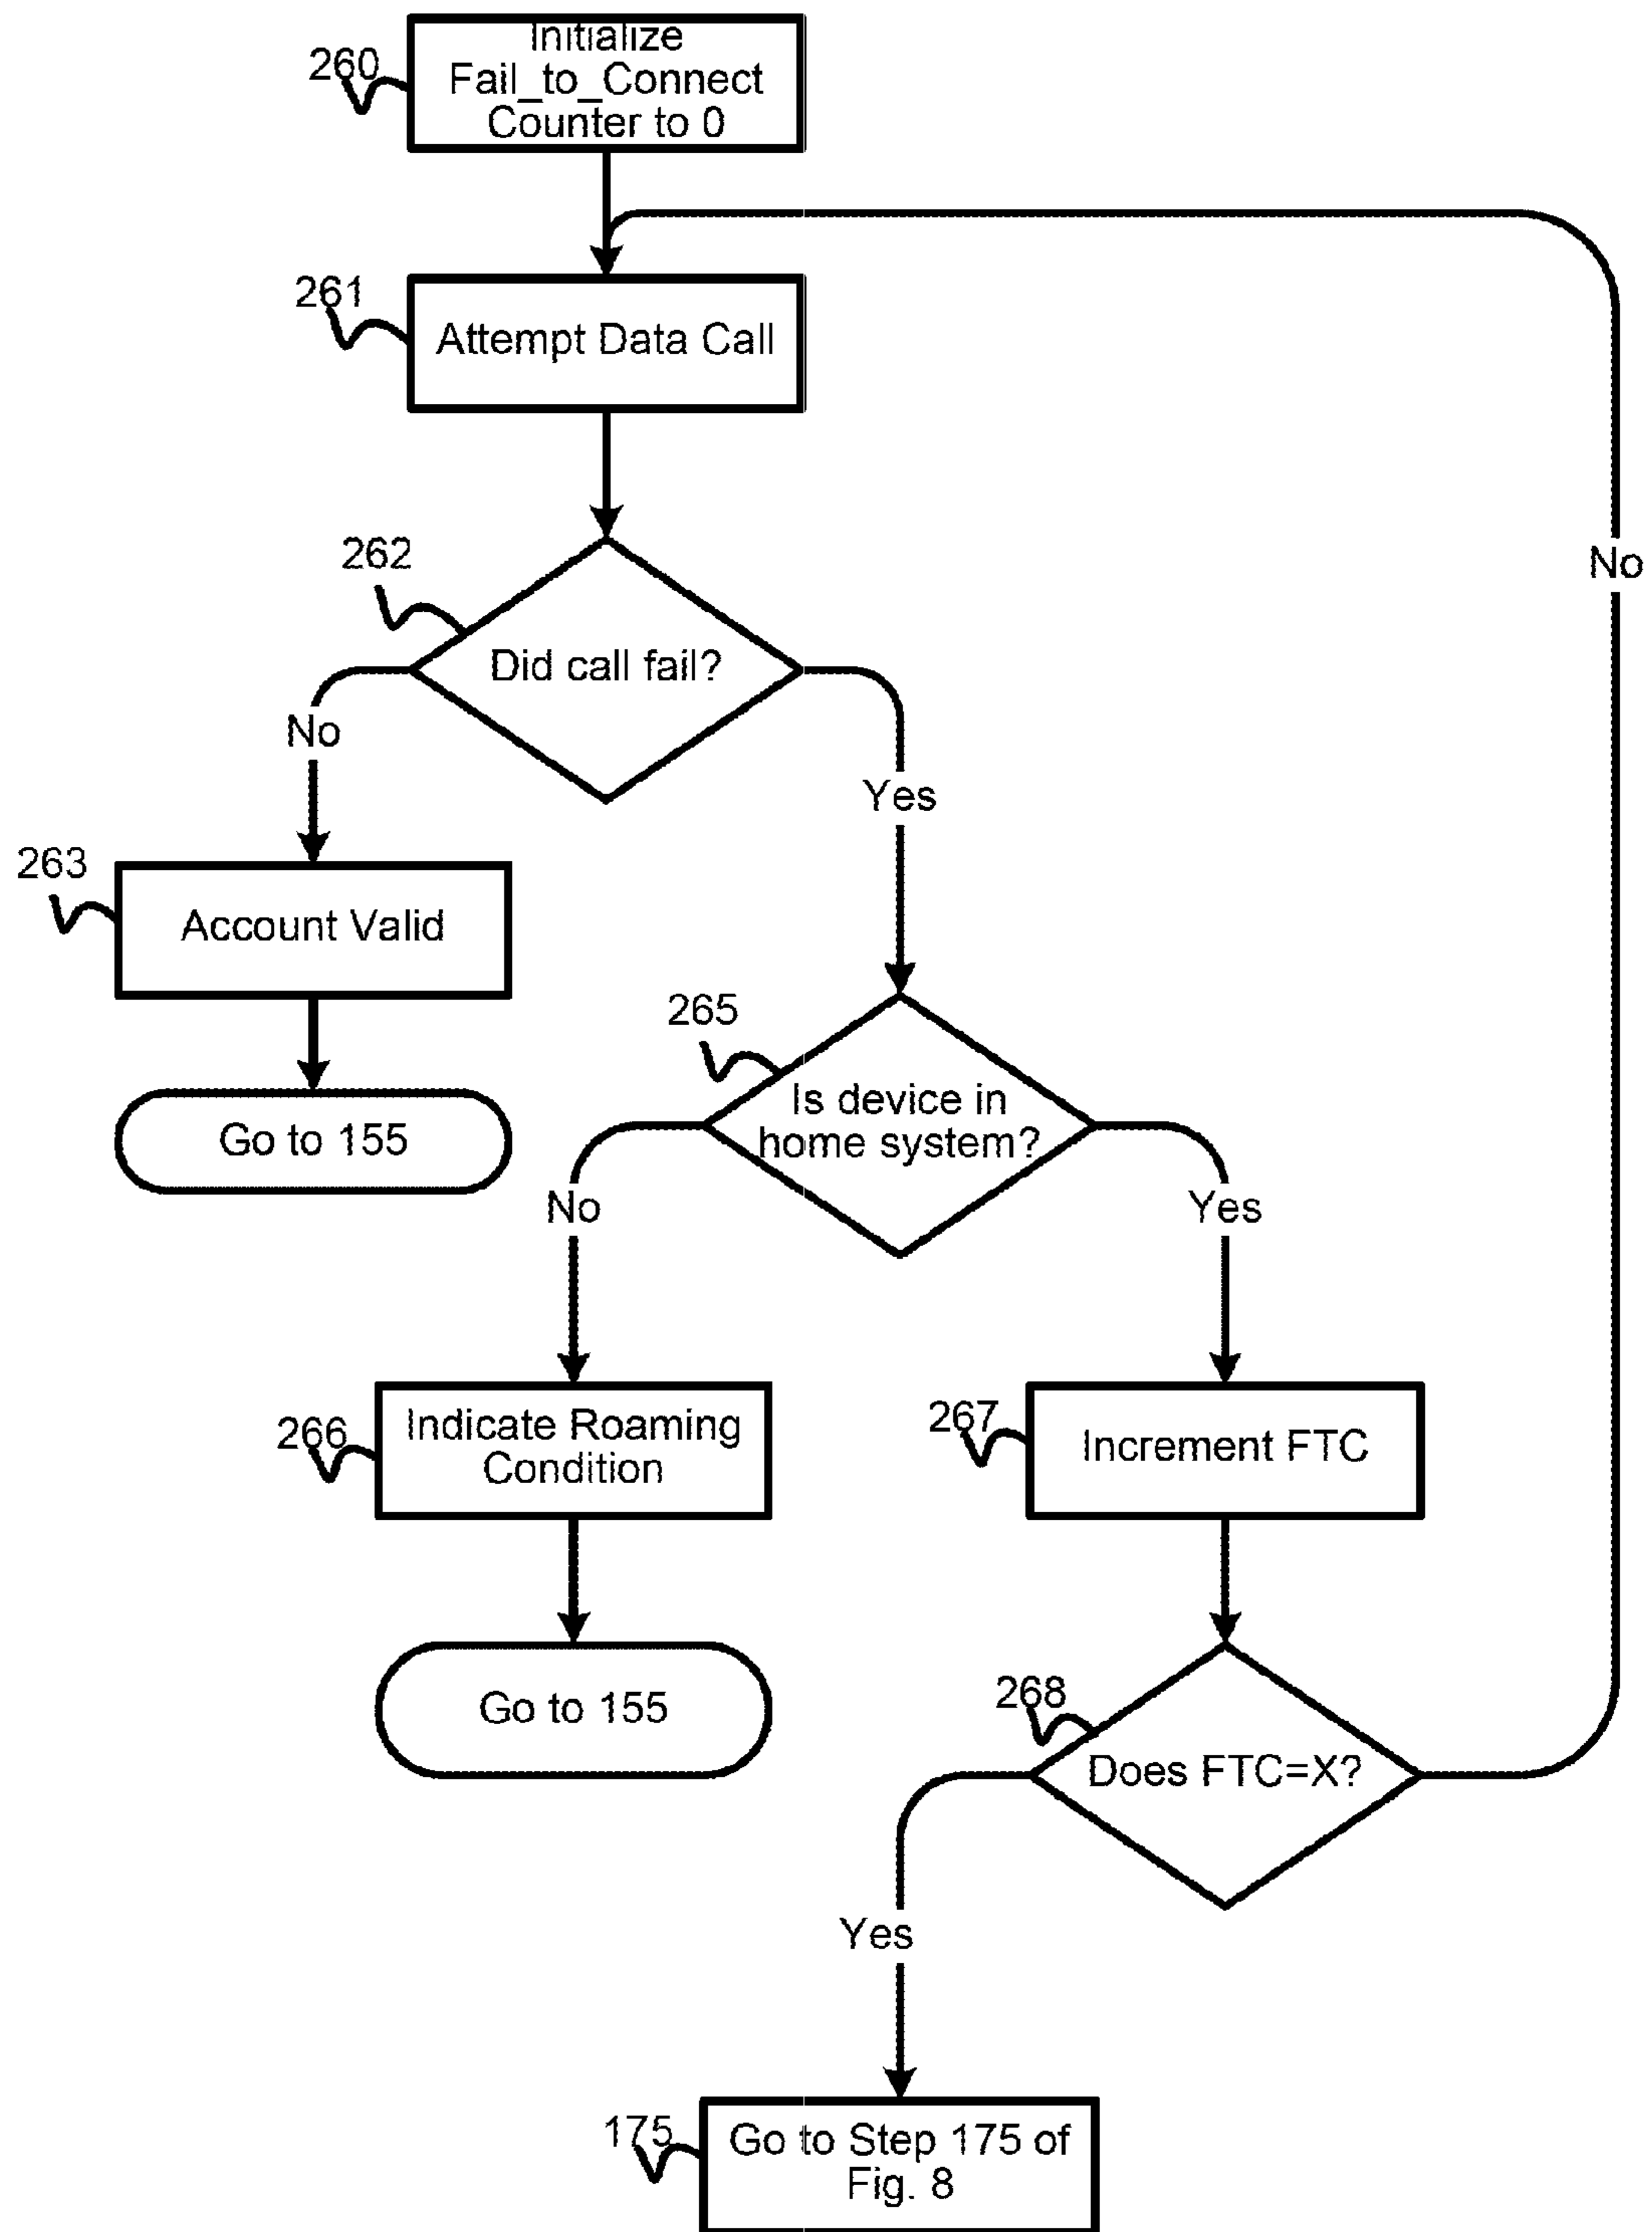 260
Initialize
Fail_to_Connect
Counter to 0
261
Attempt Data Call
262
Did call fail?
No
Yes
No
263
Account Valid
Go to 155
265
Is device in
home system?
No
Yes
266
Indicate Roaming
Condition
267
Increment FTC
Go to 155
268
Does FTC=X?
Yes
175
Go to Step 175 of
Fig. 8